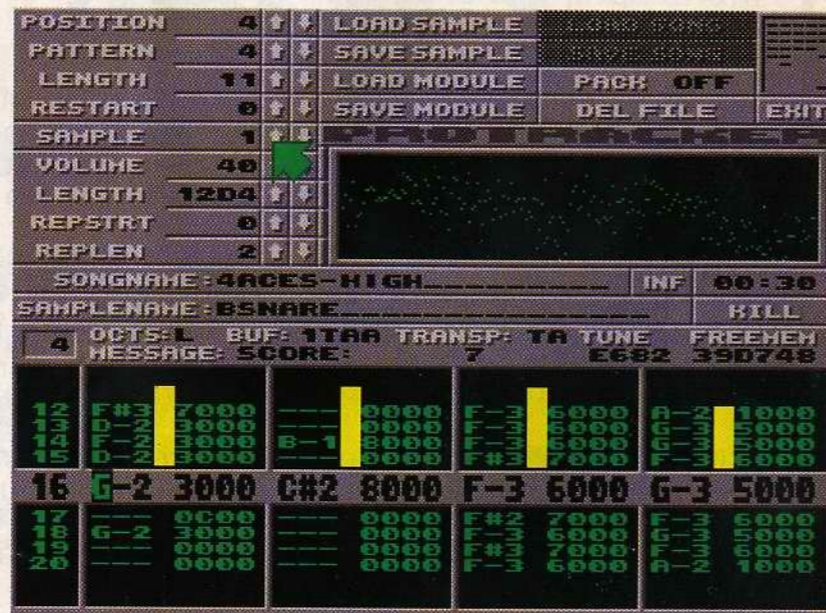 POSITION 4 LOAD SAMPLE
PATTERN 4 SAVE SAMPLE
LENGTH 11 LOAD MODULE PACK OFF
RESTART 0 SAVE MODULE DEL FILE EXIT
SAMPLE 1 PROTRACKER
VOLUME 40
LENGTH 12D4
REPSTRT 0
REPLEN 2
SONGNAME:4ACES-HIGH__________ INF 00:30
SAMPLENAME:BSNARE_________________ KILL
4 OCTS:L BUF: 1TAA TRANSP: TA TUNE FREEMEM
MESSAGE: SCORE: 7 E682 39D748
12 F#3 7000 --- 0000 F-3 6000 A-2 1000
13 D-2 3000 --- 0000 F-3 6000 G-3 5000
14 F-2 3000 B-1 8000 F-3 6000 G-3 5000
15 D-2 3000 --- 0000 F#3 7000 F-3 6000
16 G-2 3000 C#2 8000 F-3 6000 G-3 5000
17 --- 0C00 --- 0000 F#2 7000 F-3 6000
18 G-2 3000 --- 0000 F-3 6000 G-3 5000
19 --- 0000 --- 0000 F#3 7000 F-3 6000
20 --- 0000 --- 0000 F-3 6000 A-2 1000